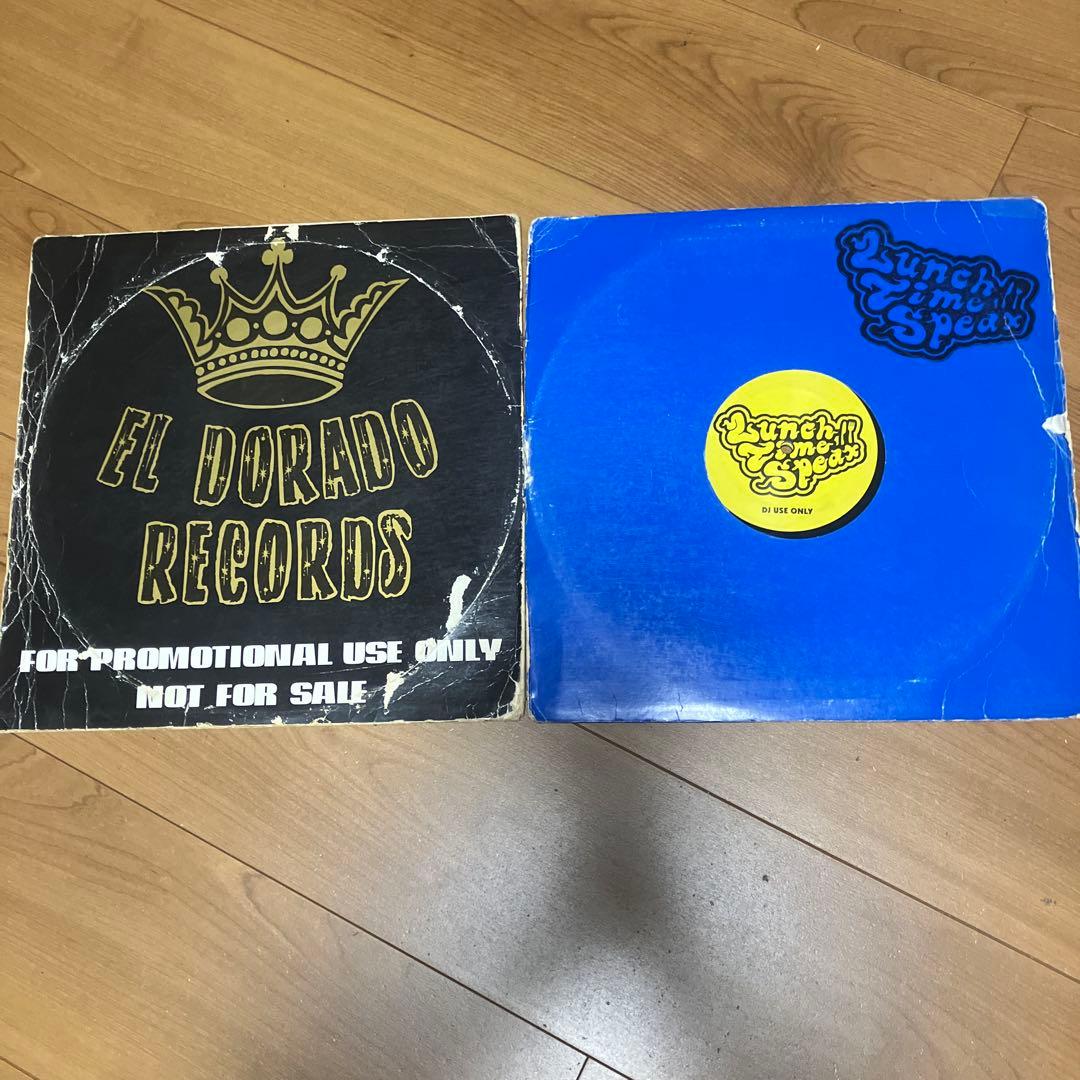 EL DORADO
RECORDS
FOR PROMOTIONAL USE ONLY
NOT FOR SALE
Lunch
Time
Speax
Lunch
Time
Speax
DJ USE ONLY